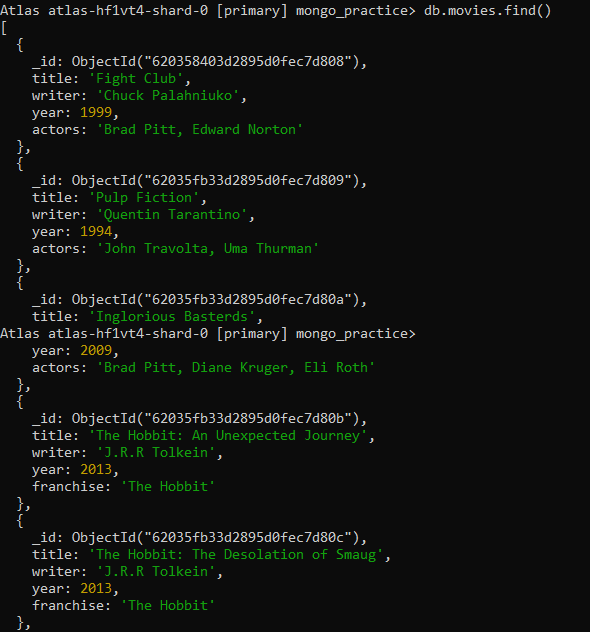 Atlas atlas-hf1vt4-shard-0 [primary] mongo_practice> db.movies.find()
[
  {
    _id: ObjectId("620358403d2895d0fec7d808"),
    title: 'Fight Club',
    writer: 'Chuck Palahniuko',
    year: 1999,
    actors: 'Brad Pitt, Edward Norton'
  },
  {
    _id: ObjectId("62035fb33d2895d0fec7d809"),
    title: 'Pulp Fiction',
    writer: 'Quentin Tarantino',
    year: 1994,
    actors: 'John Travolta, Uma Thurman'
  },
  {
    _id: ObjectId("62035fb33d2895d0fec7d80a"),
    title: 'Inglorious Basterds',
Atlas atlas-hf1vt4-shard-0 [primary] mongo_practice>
    year: 2009,
    actors: 'Brad Pitt, Diane Kruger, Eli Roth'
  },
  {
    _id: ObjectId("62035fb33d2895d0fec7d80b"),
    title: 'The Hobbit: An Unexpected Journey',
    writer: 'J.R.R Tolkein',
    year: 2013,
    franchise: 'The Hobbit'
  },
  {
    _id: ObjectId("62035fb33d2895d0fec7d80c"),
    title: 'The Hobbit: The Desolation of Smaug',
    writer: 'J.R.R Tolkein',
    year: 2013,
    franchise: 'The Hobbit'
  },